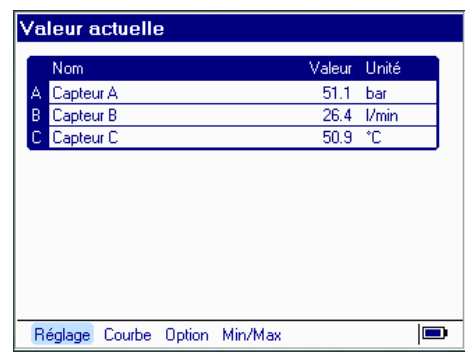 Valeur actuelle
Nom Valeur Unité
A Capteur A 51.1 bar
B Capteur B 26.4 l/min
C Capteur C 50.9 °C
Réglage Courbe Option Min/Max